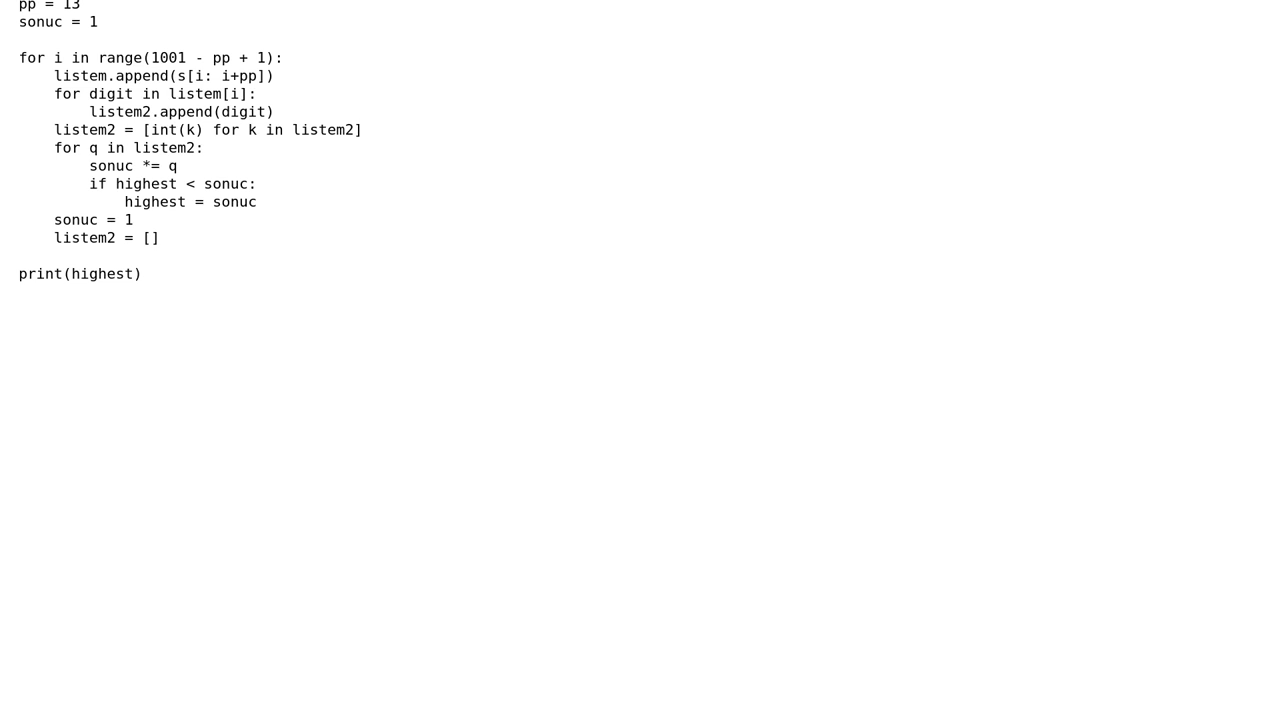 pp = 13
sonuc = 1
for i in range(1001 - pp + 1):
    listem.append(s[i: i+pp])
    for digit in listem[i]:
        listem2.append(digit)
    listem2 = [int(k) for k in listem2]
    for q in listem2:
        sonuc *= q
        if highest < sonuc:
            highest = sonuc
    sonuc = 1
    listem2 = []
print(highest)